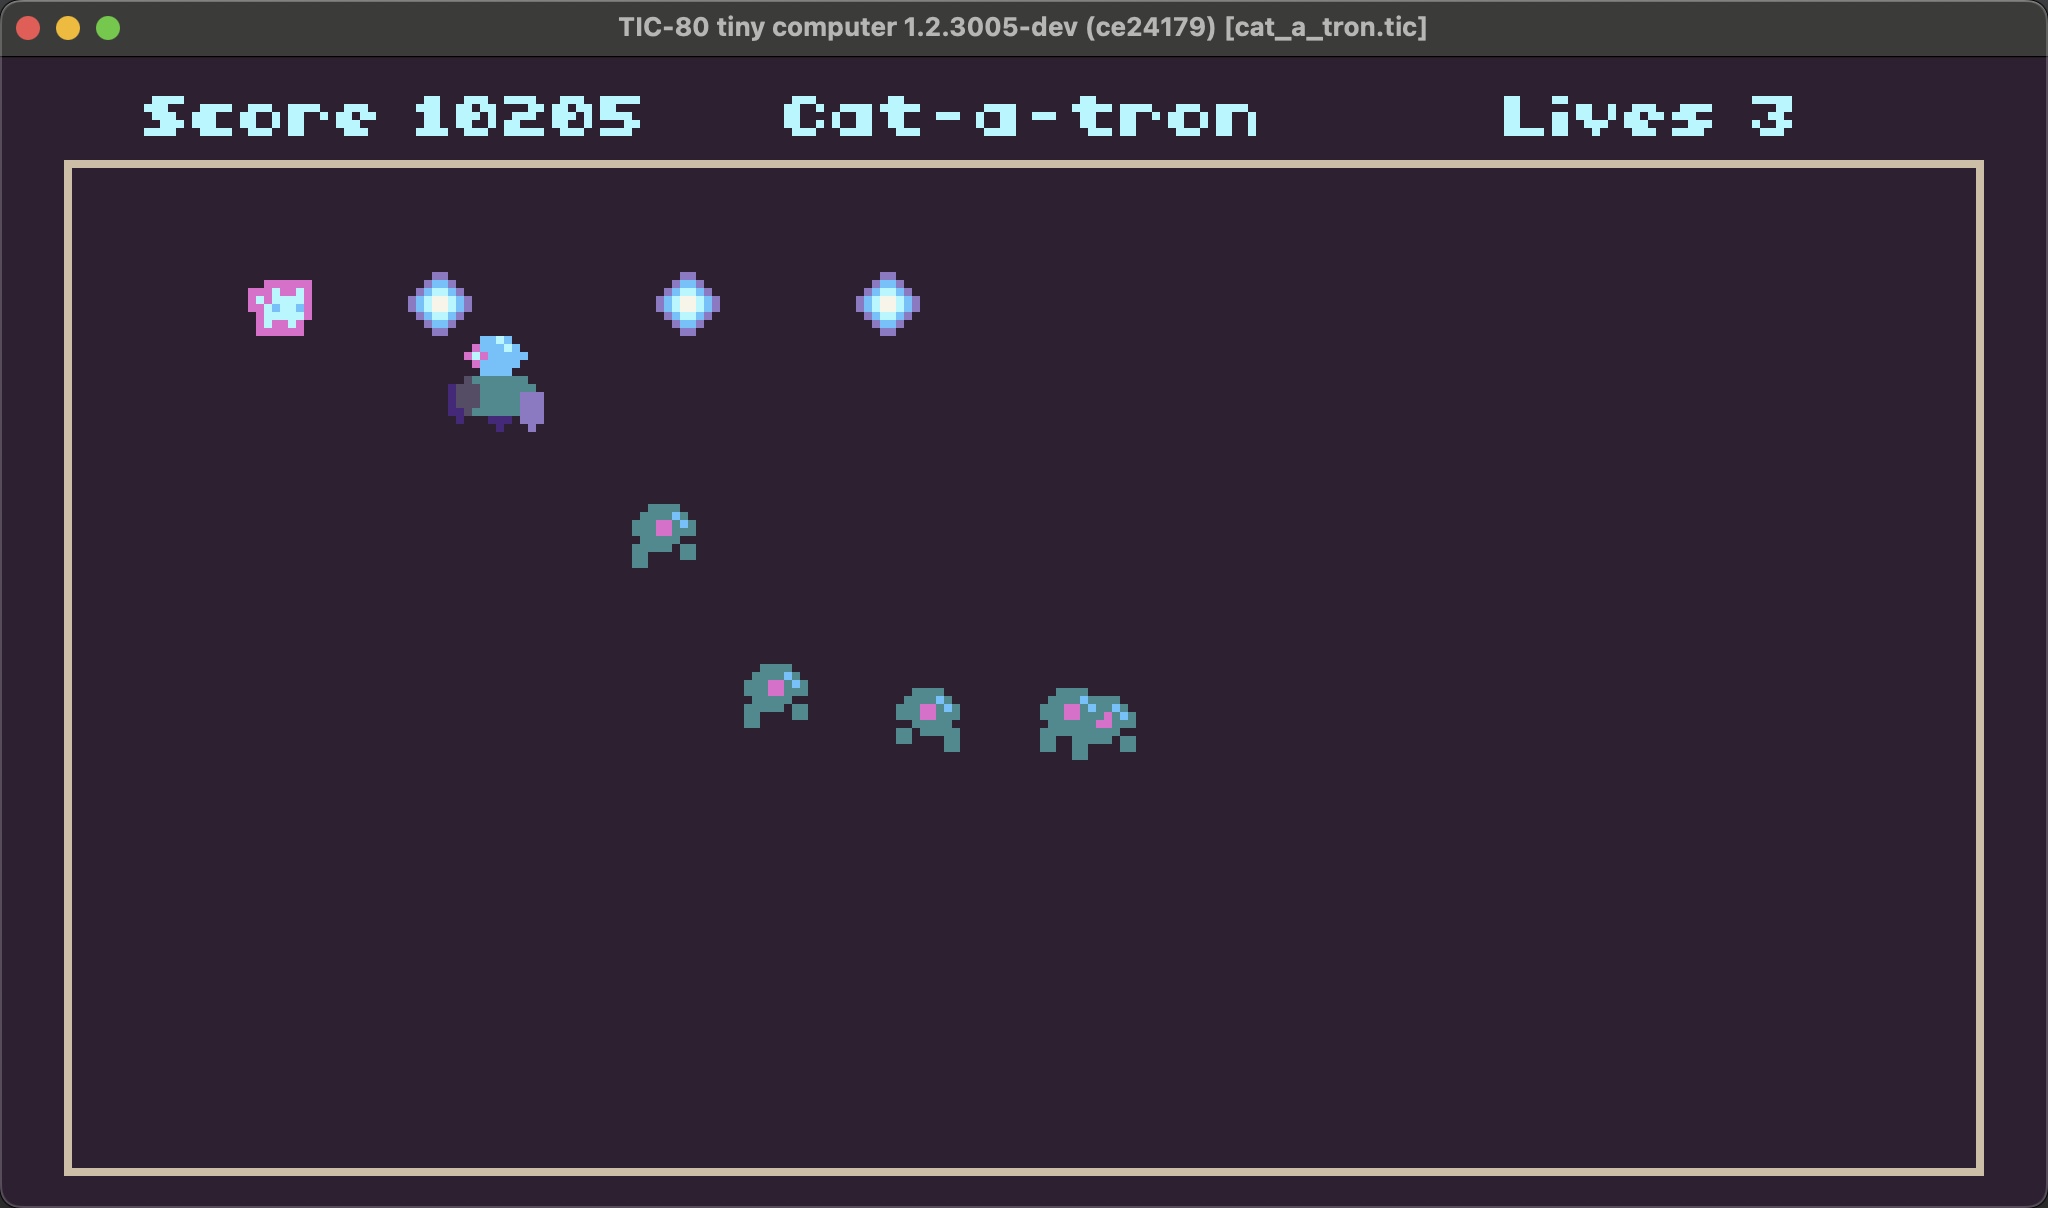 TIC-80 tiny computer 1.2.3005-dev (ce24179) [cat_a_tron.tic]
Score 10205 Cat-a-tron Lives 3